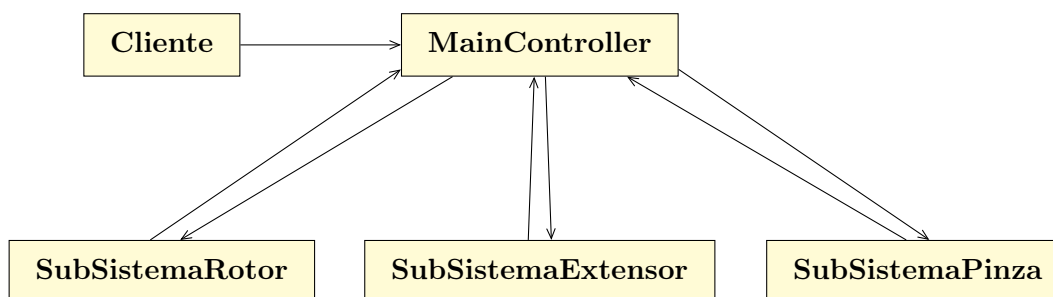 Cliente
MainController
SubSistemaRotor
SubSistemaExtensor
SubSistemaPinza